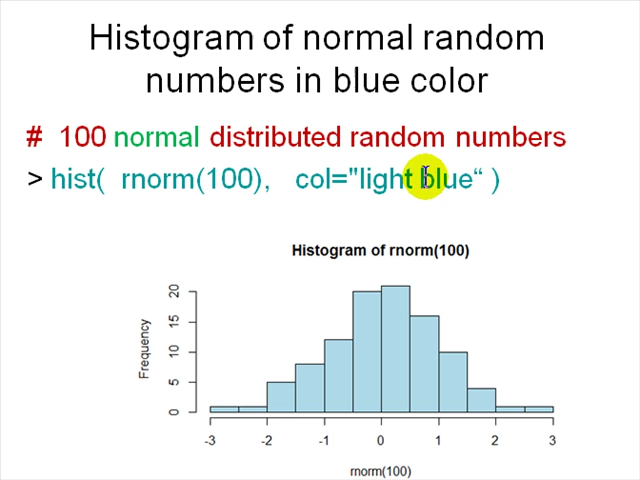 Histogram of normal random
numbers in blue color
# 100 normal distributed random numbers
> hist( rnorm(100), col="light blue“ )
Histogram of rnorm(100)
Frequency
20
15
10
5
0
-3 -2 -1 0 1 2 3
rnorm(100)